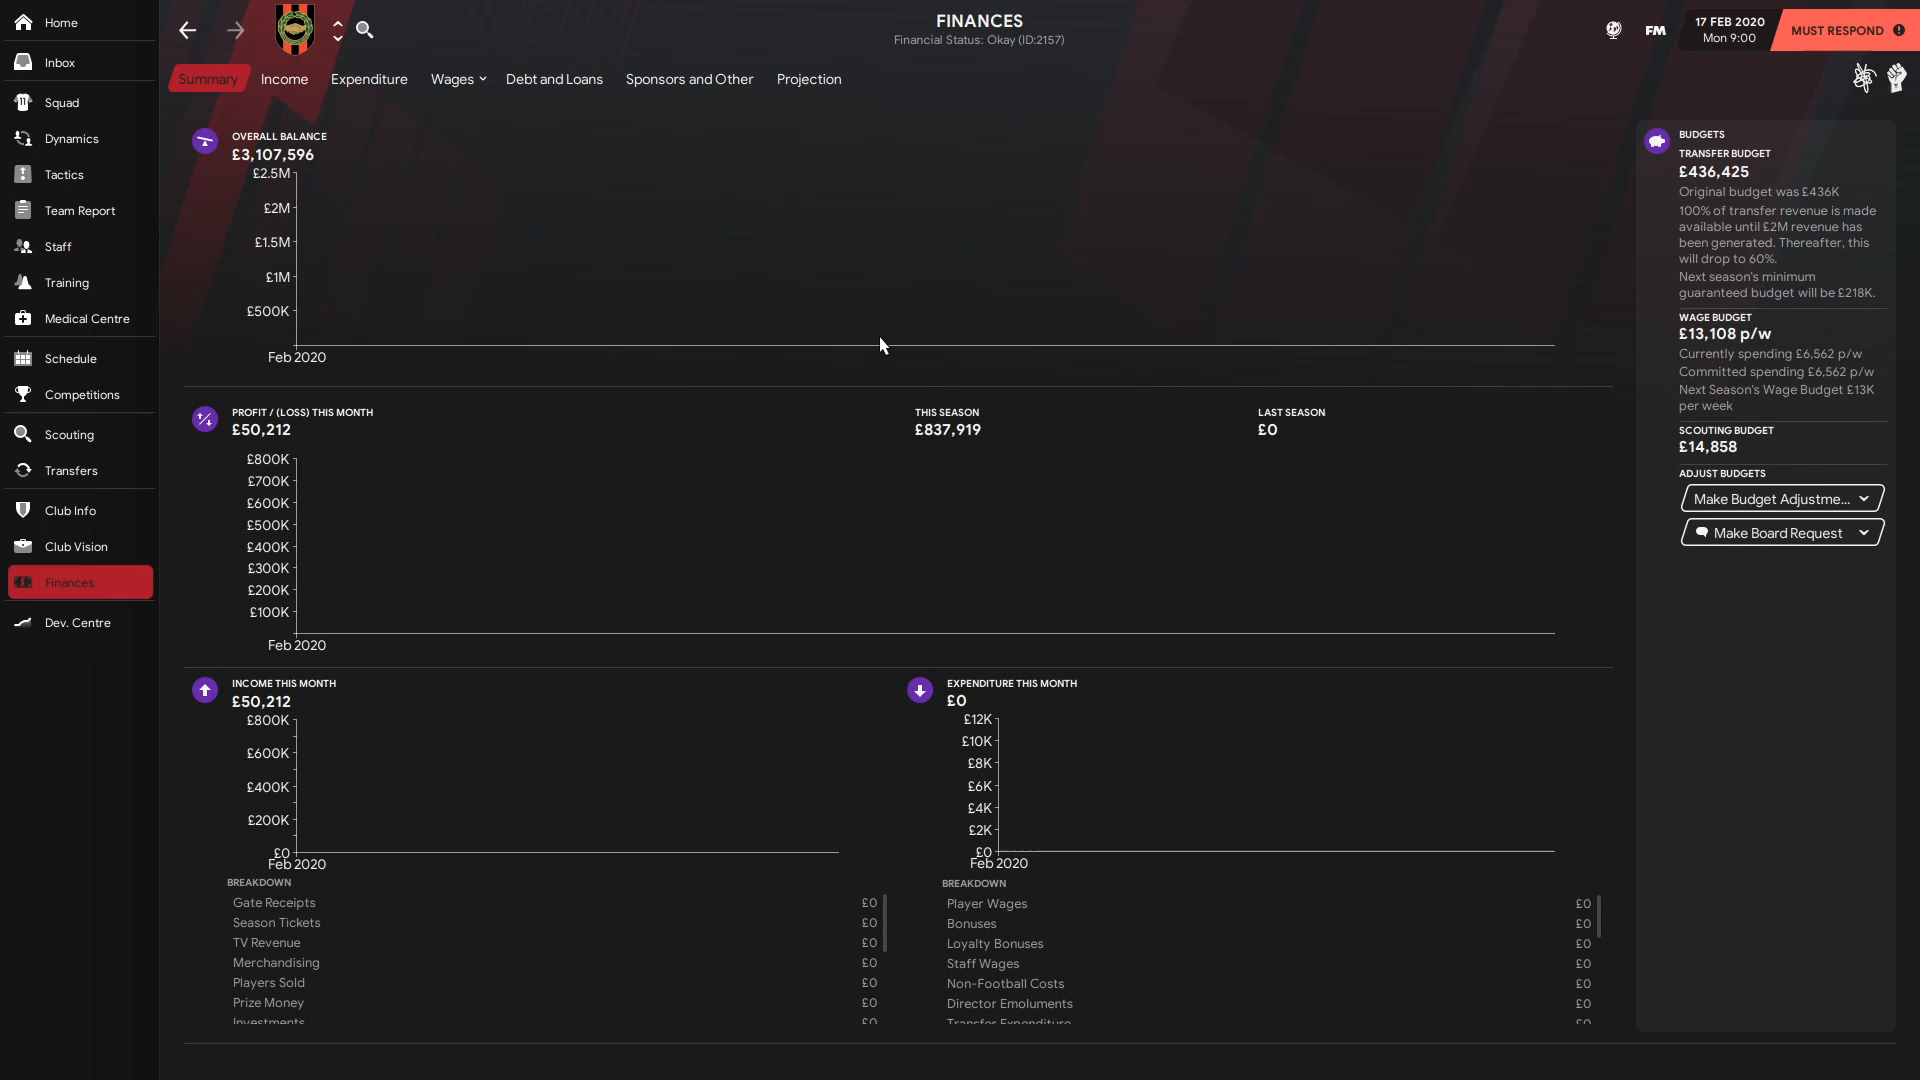 Home
Inbox
Squad
Dynamics
Tactics
Team Report
Staff
Training
Medical Centre
Schedule
Competitions
Scouting
Transfers
Club Info
Club Vision
Finances
Dev. Centre
FINANCES
Financial Status: Okay (ID:2157)
FM
17 FEB 2020
Mon 9:00
MUST RESPOND
Summary
Income
Expenditure
Wages
Debt and Loans
Sponsors and Other
Projection
OVERALL BALANCE
£3,107,596
£2.5M
£2M
£1.5M
£1M
£500K
Feb 2020
PROFIT / (LOSS) THIS MONTH
£50,212
THIS SEASON
£837,919
LAST SEASON
£0
£800K
£700K
£600K
£500K
£400K
£300K
£200K
£100K
Feb 2020
INCOME THIS MONTH
£50,212
£800K
£600K
£400K
£200K
£0
Feb 2020
BREAKDOWN
Gate Receipts £0
Season Tickets £0
TV Revenue £0
Merchandising £0
Players Sold £0
Prize Money £0
Investments £0
EXPENDITURE THIS MONTH
£0
£12K
£10K
£8K
£6K
£4K
£2K
£0
Feb 2020
BREAKDOWN
Player Wages £0
Bonuses £0
Loyalty Bonuses £0
Staff Wages £0
Non-Football Costs £0
Director Emoluments £0
Transfer Expenditure £0
BUDGETS
TRANSFER BUDGET
£436,425
Original budget was £436K
100% of transfer revenue is made
available until £2M revenue has
been generated. Thereafter, this
will drop to 60%.
Next season's minimum
guaranteed budget will be £218K.
WAGE BUDGET
£13,108 p/w
Currently spending £6,562 p/w
Committed spending £6,562 p/w
Next Season's Wage Budget £13K
per week
SCOUTING BUDGET
£14,858
ADJUST BUDGETS
Make Budget Adjustme...
Make Board Request